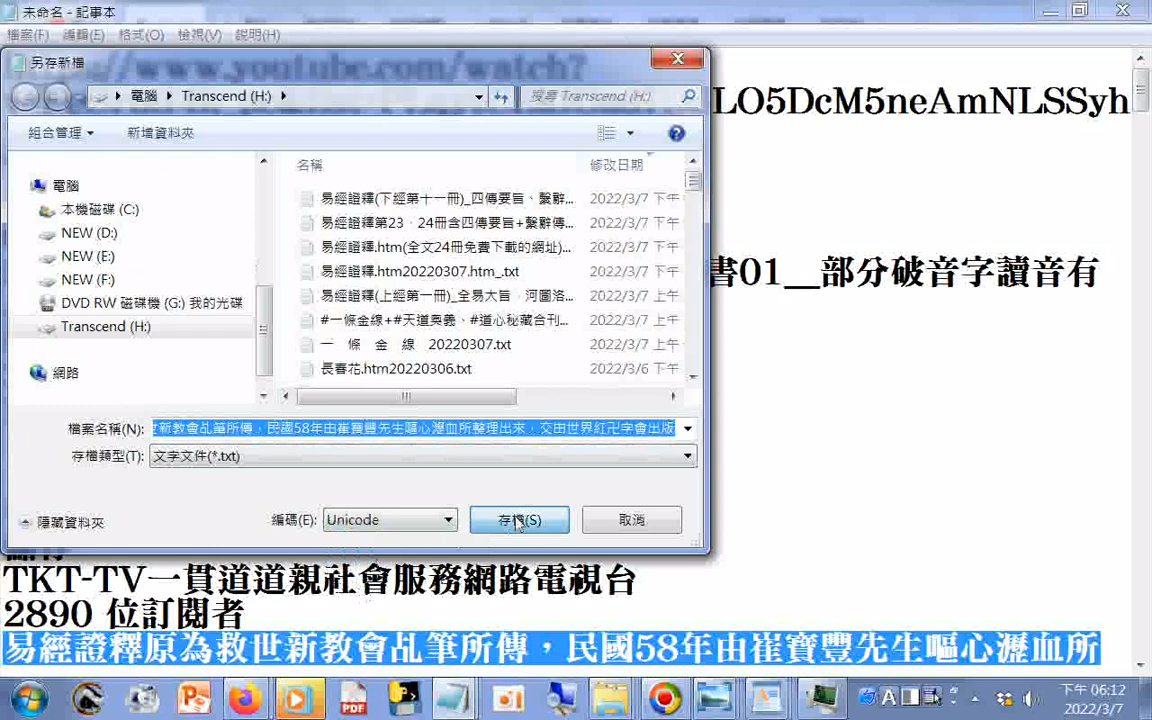 未命名 - 記事本
檔案(F) 編輯(E) 格式(O) 檢視(V) 說明(H)
//www.youtube.com/watch?
LO5DcM5neAmNLSSyh
另存新檔
電腦 Transcend (H:)
搜尋 Transcend (H:)
組合管理 新增資料夾
名稱 修改日期
電腦
本機磁碟 (C:)
NEW (D:)
NEW (E:)
NEW (F:)
DVD RW 磁碟機 (G:) 我的光碟
Transcend (H:)
網路
易經證釋(下經第十一冊)_四傳要旨、繫辭... 2022/3/7 下午
易經證釋第23、24冊含四傳要旨+繫辭傳... 2022/3/7 下午
易經證釋.htm(全文24冊免費下載的網址)... 2022/3/7 下午
易經證釋.htm20220307.htm_.txt 2022/3/7 下午
易經證釋(上經第一冊)_全易大旨、河圖洛... 2022/3/7 上午
#一條金線+#天道奧義、#道心秘藏合刊... 2022/3/7 上午
一 條 金 線 20220307.txt 2022/3/7 上午
長春花.htm20220306.txt 2022/3/6 下午
書01__部分破音字讀音有
檔案名稱(N): 世新教會乩筆所傳，民國58年由崔寶豐先生嘔心瀝血所整理出來，交由世界紅卍字會出版
存檔類型(T): 文字文件(*.txt)
隱藏資料夾 編碼(E): Unicode 存檔(S) 取消
TKT-TV一貫道道親社會服務網路電視台
2890 位訂閱者
易經證釋原為救世新教會乩筆所傳，民國58年由崔寶豐先生嘔心瀝血所
下午 06:12
2022/3/7